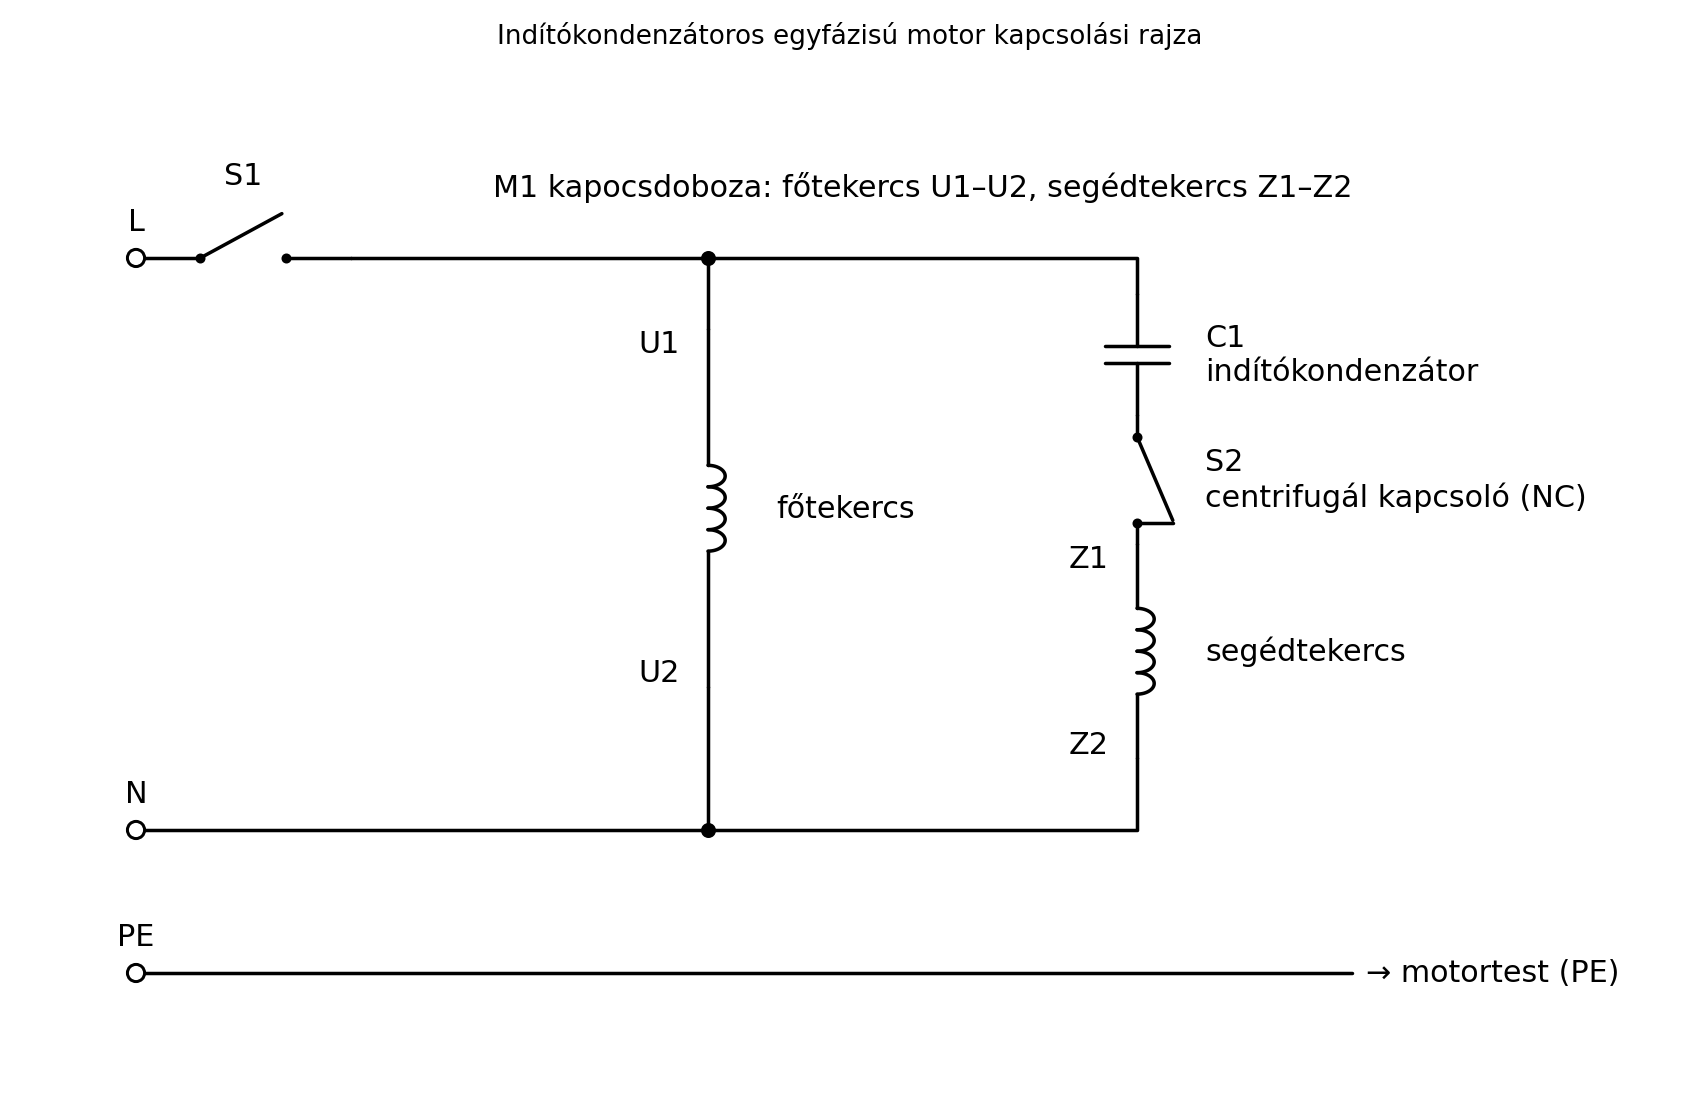 Indítókondenzátoros egyfázisú motor kapcsolási rajza
S1
M1 kapocsdoboza: főtekercs U1–U2, segédtekercs Z1–Z2
L
U1
C1
indítókondenzátor
S2
centrifugál kapcsoló (NC)
főtekercs
Z1
segédtekercs
U2
Z2
N
PE
→ motortest (PE)